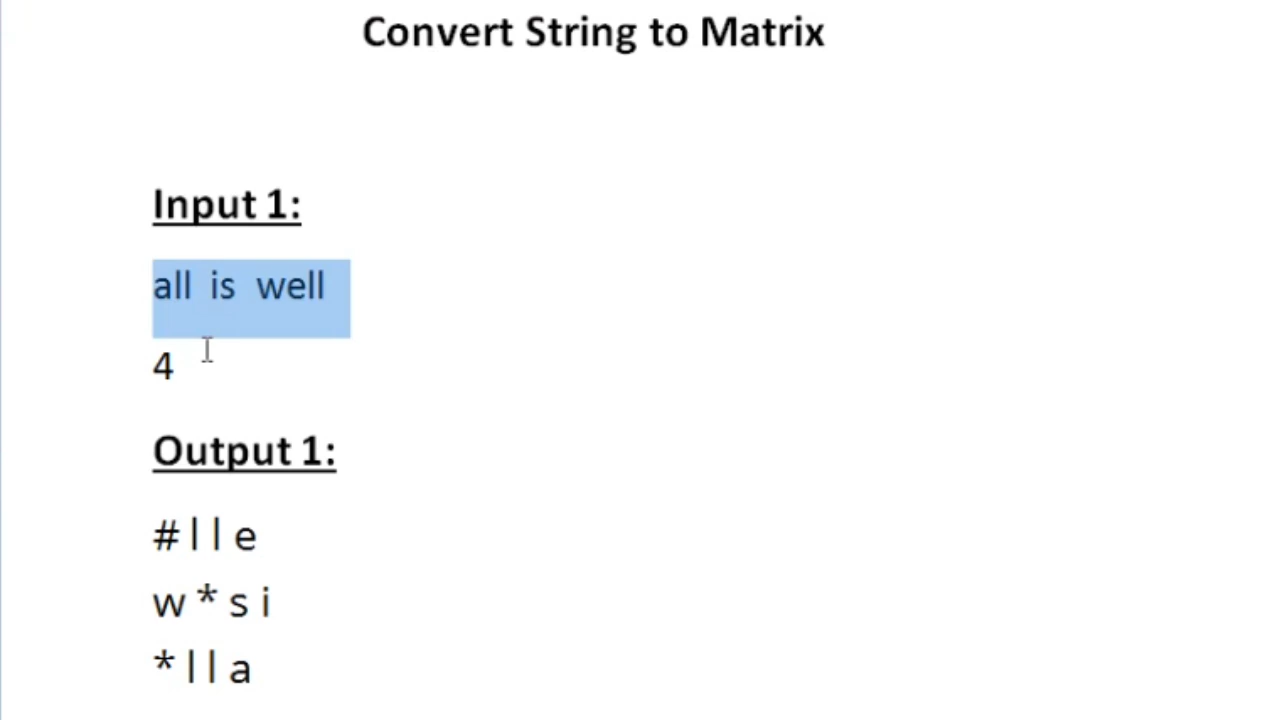 Convert String to Matrix
Input 1:
all is well
4
Output 1:
# l l e
w * s i
* l l a